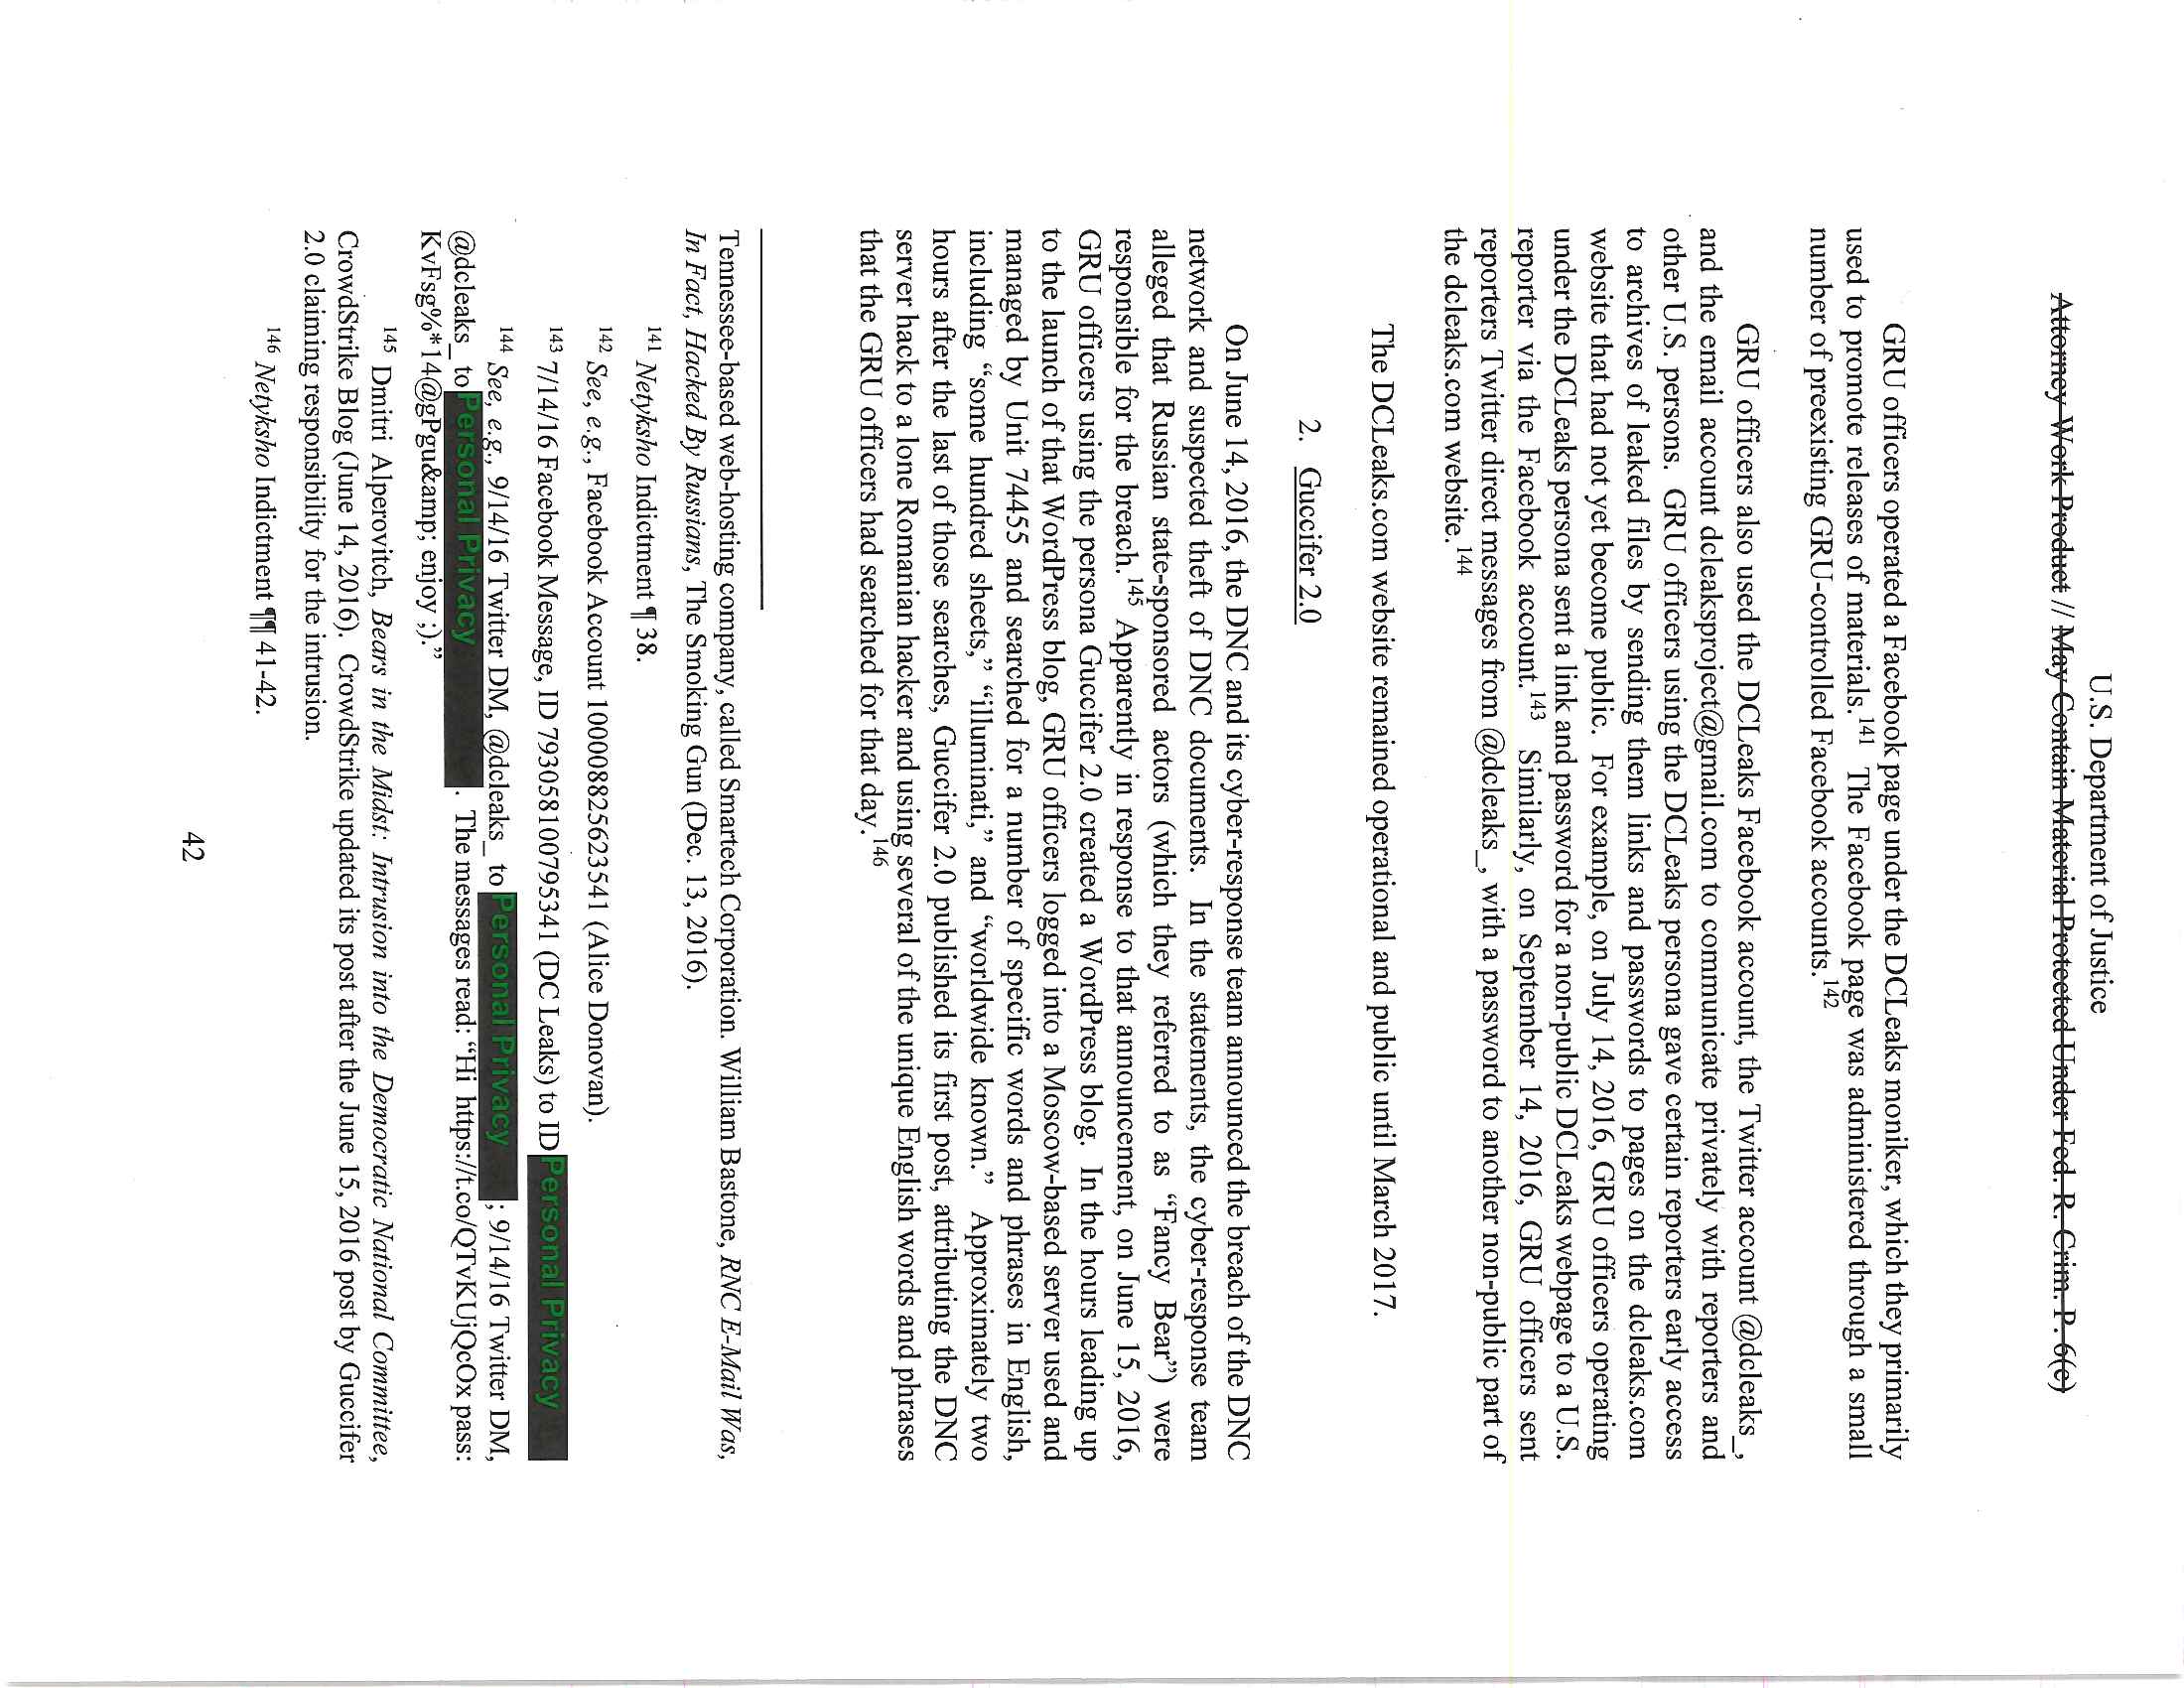 U.S. Department of Justice
Attorney Work Product // May Contain Material Protected Under Fed. R. Crim. P. 6(e)
GRU officers operated a Facebook page under the DCLeaks moniker, which they primarily
used to promote releases of materials.141 The Facebook page was administered through a small
number of preexisting GRU-controlled Facebook accounts.142
GRU officers also used the DCLeaks Facebook account, the Twitter account @dcleaks_,
and the email account dcleaksproject@gmail.com to communicate privately with reporters and
other U.S. persons. GRU officers using the DCLeaks persona gave certain reporters early access
to archives of leaked files by sending them links and passwords to pages on the dcleaks.com
website that had not yet become public. For example, on July 14, 2016, GRU officers operating
under the DCLeaks persona sent a link and password for a non-public DCLeaks webpage to a U.S.
reporter via the Facebook account.143 Similarly, on September 14, 2016, GRU officers sent
reporters Twitter direct messages from @dcleaks_, with a password to another non-public part of
the dcleaks.com website.144
The DCLeaks.com website remained operational and public until March 2017.
2. Guccifer 2.0
On June 14, 2016, the DNC and its cyber-response team announced the breach of the DNC
network and suspected theft of DNC documents. In the statements, the cyber-response team
alleged that Russian state-sponsored actors (which they referred to as “Fancy Bear”) were
responsible for the breach.145 Apparently in response to that announcement, on June 15, 2016,
GRU officers using the persona Guccifer 2.0 created a WordPress blog. In the hours leading up
to the launch of that WordPress blog, GRU officers logged into a Moscow-based server used and
managed by Unit 74455 and searched for a number of specific words and phrases in English,
including “some hundred sheets,” “illuminati,” and “worldwide known.” Approximately two
hours after the last of those searches, Guccifer 2.0 published its first post, attributing the DNC
server hack to a lone Romanian hacker and using several of the unique English words and phrases
that the GRU officers had searched for that day.146
Tennessee-based web-hosting company, called Smartech Corporation. William Bastone, RNC E-Mail Was,
In Fact, Hacked By Russians, The Smoking Gun (Dec. 13, 2016).
141 Netyksho Indictment ¶ 38.
142 See, e.g., Facebook Account 100008825623541 (Alice Donovan).
143 7/14/16 Facebook Message, ID 793058100795341 (DC Leaks) to ID Personal Privacy
144 See, e.g., 9/14/16 Twitter DM, @dcleaks_ to Personal Privacy ; 9/14/16 Twitter DM,
@dcleaks_ to Personal Privacy . The messages read: “Hi https://t.co/QTvKUjQcOx pass:
KvFsg%*14@gPgu&amp; enjoy ;).”
145 Dmitri Alperovitch, Bears in the Midst: Intrusion into the Democratic National Committee,
CrowdStrike Blog (June 14, 2016). CrowdStrike updated its post after the June 15, 2016 post by Guccifer
2.0 claiming responsibility for the intrusion.
146 Netyksho Indictment ¶¶ 41-42.
42